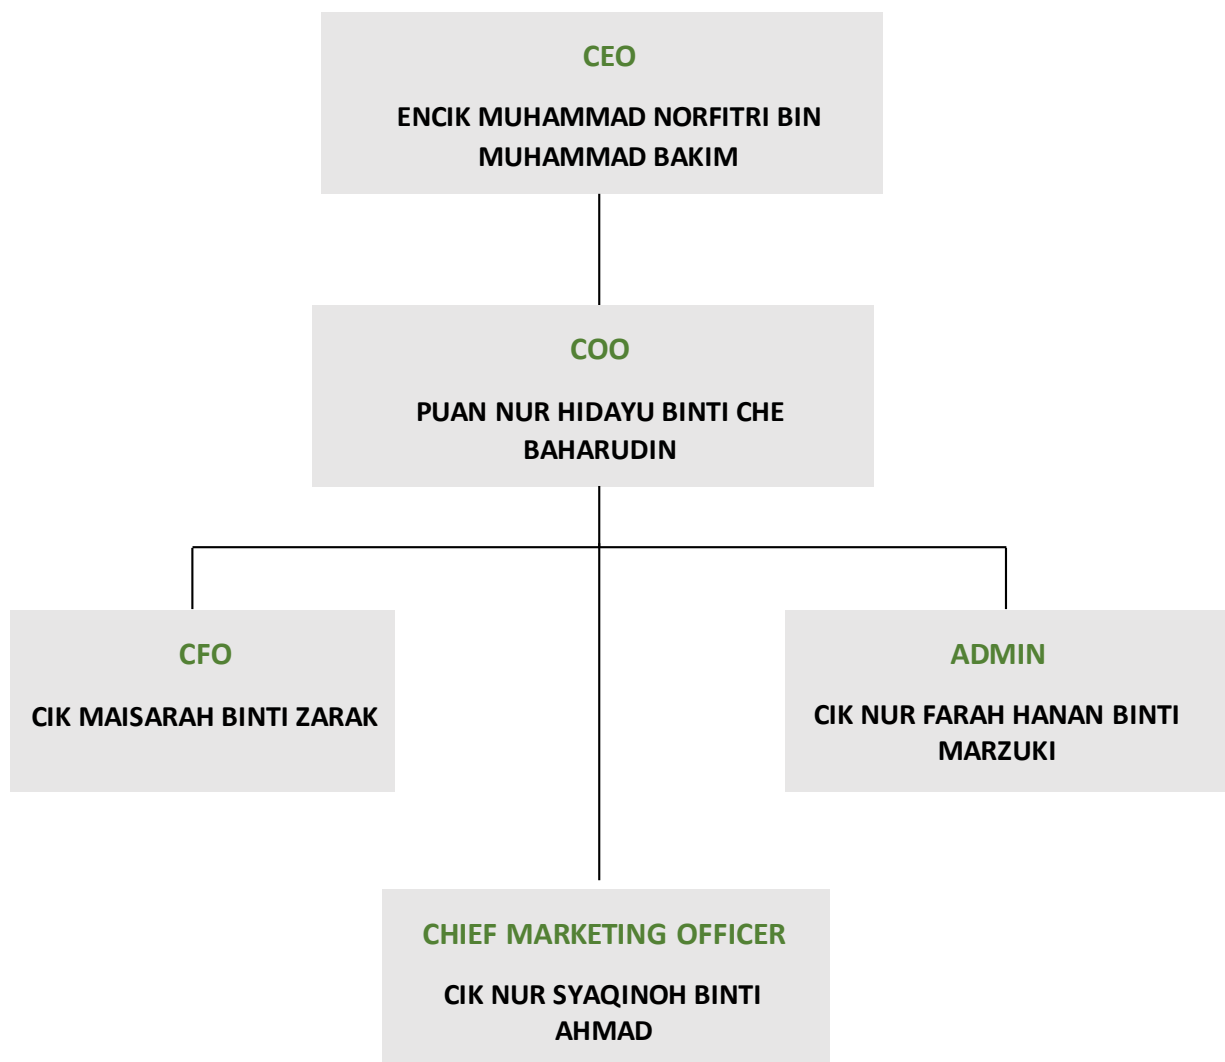 CEO
ENCIK MUHAMMAD NORFITRI BIN
MUHAMMAD BAKIM
COO
PUAN NUR HIDAYU BINTI CHE
BAHARUDIN
CFO
CIK MAISARAH BINTI ZARAK
ADMIN
CIK NUR FARAH HANAN BINTI
MARZUKI
CHIEF MARKETING OFFICER
CIK NUR SYAQINOH BINTI
AHMAD